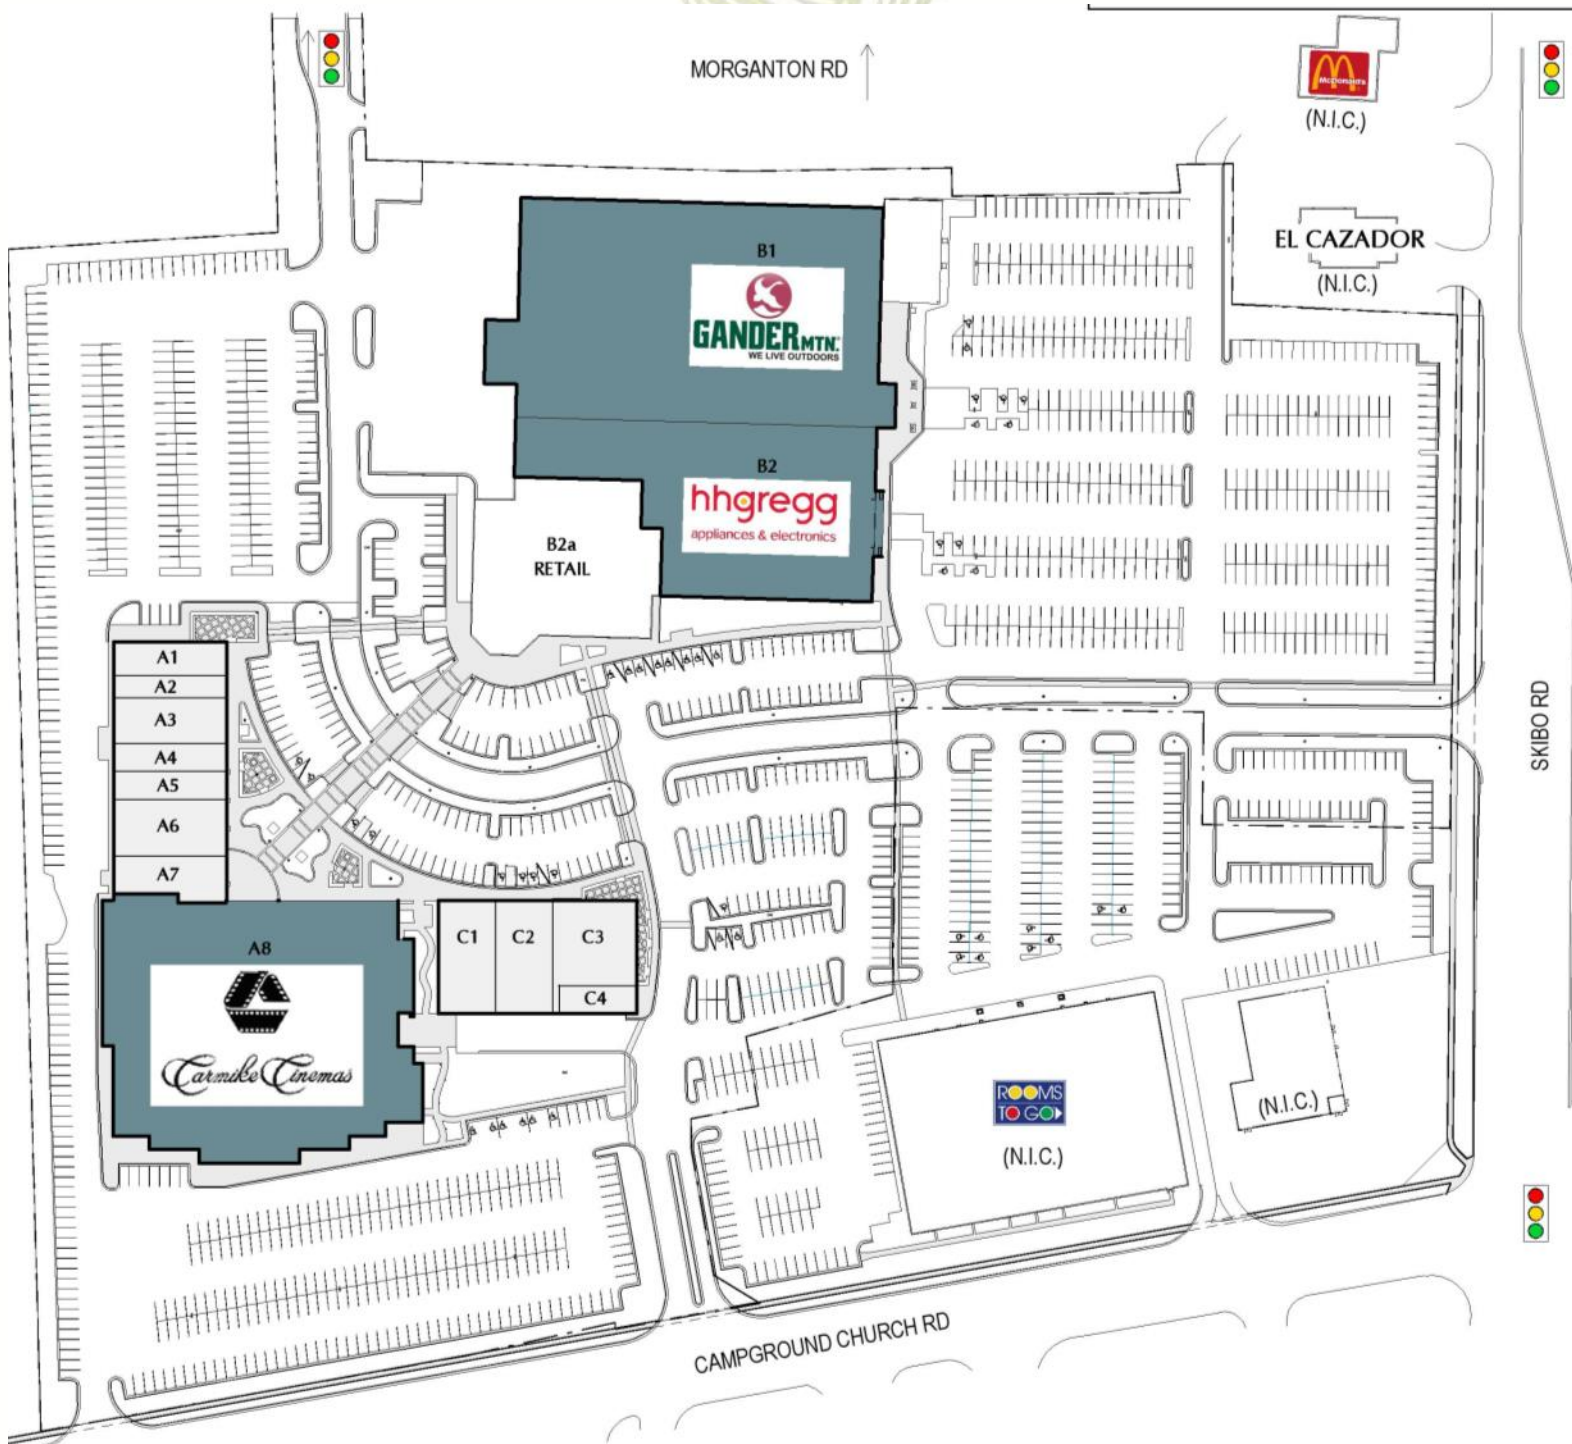 MORGANTON RD
McDonald's
(N.I.C.)
EL CAZADOR
(N.I.C.)
B1
GANDER MTN.
WE LIVE OUTDOORS
B2
hhgregg
appliances & electronics
B2a
RETAIL
A1
A2
A3
A4
A5
A6
A7
A8
Carmike Cinemas
C1
C2
C3
C4
SKIBO RD
ROOMS
TO GO
(N.I.C.)
(N.I.C.)
CAMPGROUND CHURCH RD